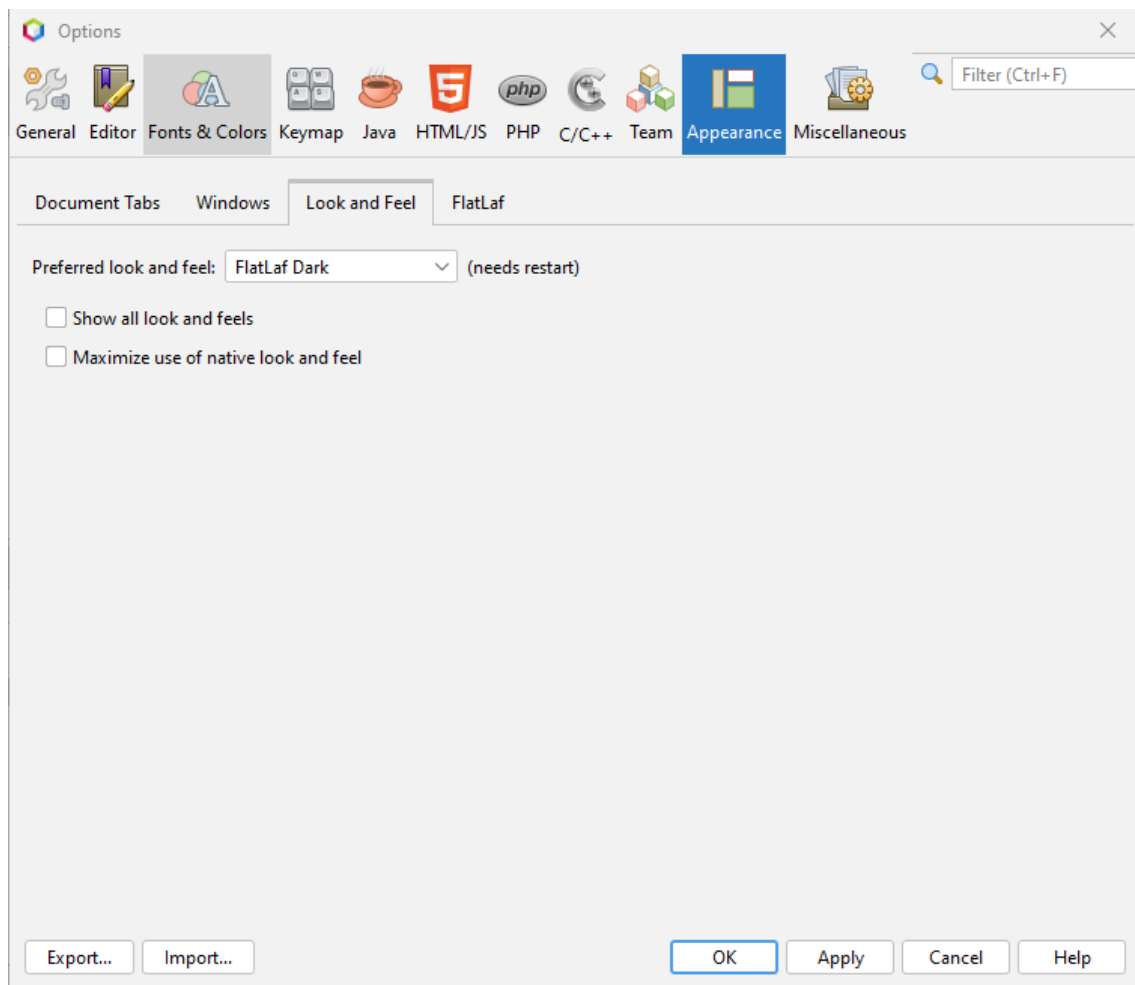 Options
Filter (Ctrl+F)
General Editor Fonts & Colors Keymap Java HTML/JS PHP C/C++ Team Appearance Miscellaneous
Document Tabs Windows Look and Feel FlatLaf
Preferred look and feel: FlatLaf Dark (needs restart)
Show all look and feels
Maximize use of native look and feel
Export... Import... OK Apply Cancel Help